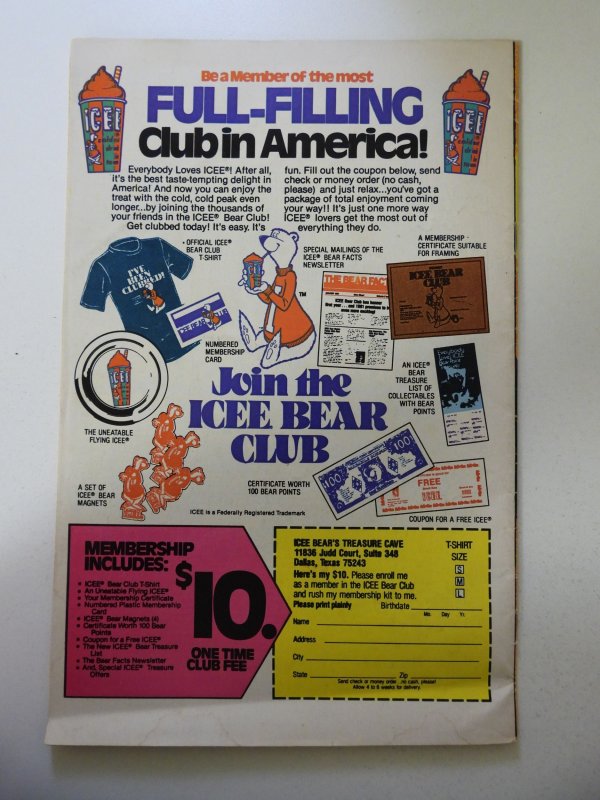 Be a Member of the most
FULL-FILLING
Club in America!
ICEE
ICEE
Everybody Loves ICEE®! After all,
it's the best taste-tempting delight in
America! And now you can enjoy the
treat with the cold, cold peak even
longer...by joining the thousands of
your friends in the ICEE® Bear Club!
Get clubbed today! It's easy. It's
fun. Fill out the coupon below, send
check or money order (no cash,
please) and just relax...you've got a
package of total enjoyment coming
your way!! It's just one more way
ICEE® lovers get the most out of
everything they do.
• OFFICIAL ICEE®
BEAR CLUB
T-SHIRT
I'VE
BEEN
CLUBBED!
NUMBERED
MEMBERSHIP
CARD
TM
SPECIAL MAILINGS OF THE
ICEE® BEAR FACTS
NEWSLETTER
THE BEAR FACT
A MEMBERSHIP
CERTIFICATE SUITABLE
FOR FRAMING
ICEE BEAR
CLUB
AN ICEE®
BEAR
TREASURE
LIST OF
COLLECTABLES
WITH BEAR
POINTS
ICEE
THE UNEATABLE
FLYING ICEE®
Join the
ICEE BEAR
CLUB
A SET OF
ICEE® BEAR
MAGNETS
CERTIFICATE WORTH
100 BEAR POINTS
100
100
FREE
COUPON FOR A FREE ICEE®
ICEE is a Federally Registered Trademark
MEMBERSHIP
INCLUDES:
• ICEE® Bear Club T-Shirt
• An Uneatable Flying ICEE®
• Your Membership Certificate
• Numbered Plastic Membership
Card
• ICEE® Bear Magnets (4)
• Certificate Worth 100 Bear
Points
• Coupon for a Free ICEE®
• The New ICEE® Bear Treasure
List
• The Bear Facts Newsletter
• And, Special ICEE® Treasure
Offers
$10.
ONE TIME
CLUB FEE
ICEE BEAR'S TREASURE CAVE
11836 Judd Court, Suite 348
Dallas, Texas 75243
Here's my $10. Please enroll me
as a member in the ICEE Bear Club
and rush my membership kit to me.
T-SHIRT
SIZE
S
M
L
Please print plainly Birthdate
Mo. Day Yr.
Name
Address
City
State Zip
Send check or money order...no cash, please!
Allow 4 to 6 weeks for delivery.